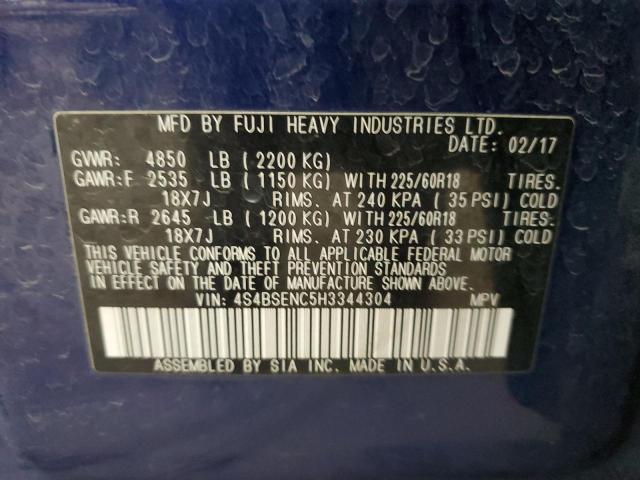 MFD BY FUJI HEAVY INDUSTRIES LTD.
DATE: 02/17
GVWR: 4850 LB (2200 KG)
GAWR:F 2535 LB (1150 KG) WITH 225/60R18 TIRES.
18X7J RIMS. AT 240 KPA (35 PSI) COLD
GAWR:R 2645 LB (1200 KG) WITH 225/60R18 TIRES.
18X7J RIMS. AT 230 KPA (33 PSI) COLD
THIS VEHICLE CONFORMS TO ALL APPLICABLE FEDERAL MOTOR
VEHICLE SAFETY AND THEFT PREVENTION STANDARDS
IN EFFECT ON THE DATE OF MANUFACTURE SHOWN ABOVE.
VIN: 4S4BSENC5H3344304 MPV
ASSEMBLED BY SIA INC. MADE IN U.S.A.